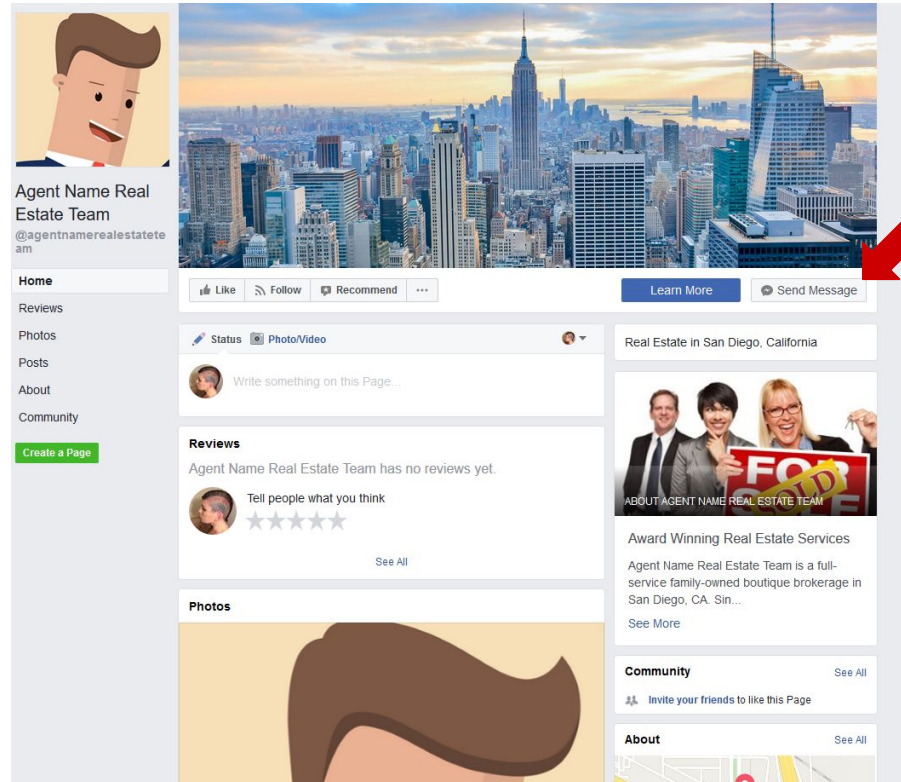 Agent Name Real
Estate Team
@agentnamerealestatete
am
Home
Reviews
Photos
Posts
About
Community
Create a Page
Like
Follow
Recommend
...
Learn More
Send Message
Status
Photo/Video
Write something on this Page...
Reviews
Agent Name Real Estate Team has no reviews yet.
Tell people what you think
See All
Photos
Real Estate in San Diego, California
FOR
SALE
SOLD
ABOUT AGENT NAME REAL ESTATE TEAM
Award Winning Real Estate Services
Agent Name Real Estate Team is a full-
service family-owned boutique brokerage in
San Diego, CA. Sin...
See More
Community
See All
Invite your friends to like this Page
About
See All